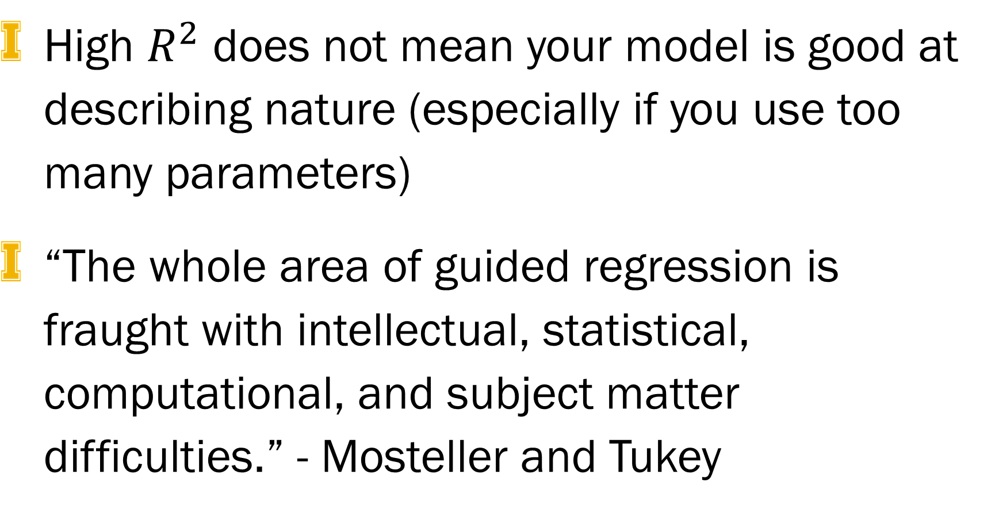 High R² does not mean your model is good at
describing nature (especially if you use too
many parameters)
“The whole area of guided regression is
fraught with intellectual, statistical,
computational, and subject matter
difficulties.” - Mosteller and Tukey